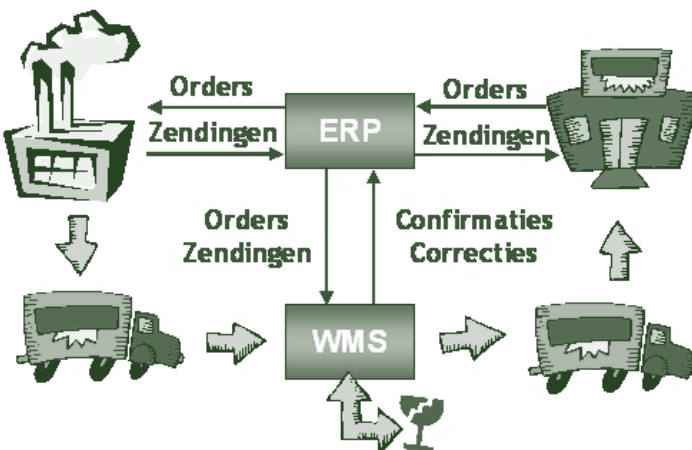 Orders
Zendingen
ERP
Orders
Zendingen
Orders
Zendingen
Confirmaties
Correcties
WMS